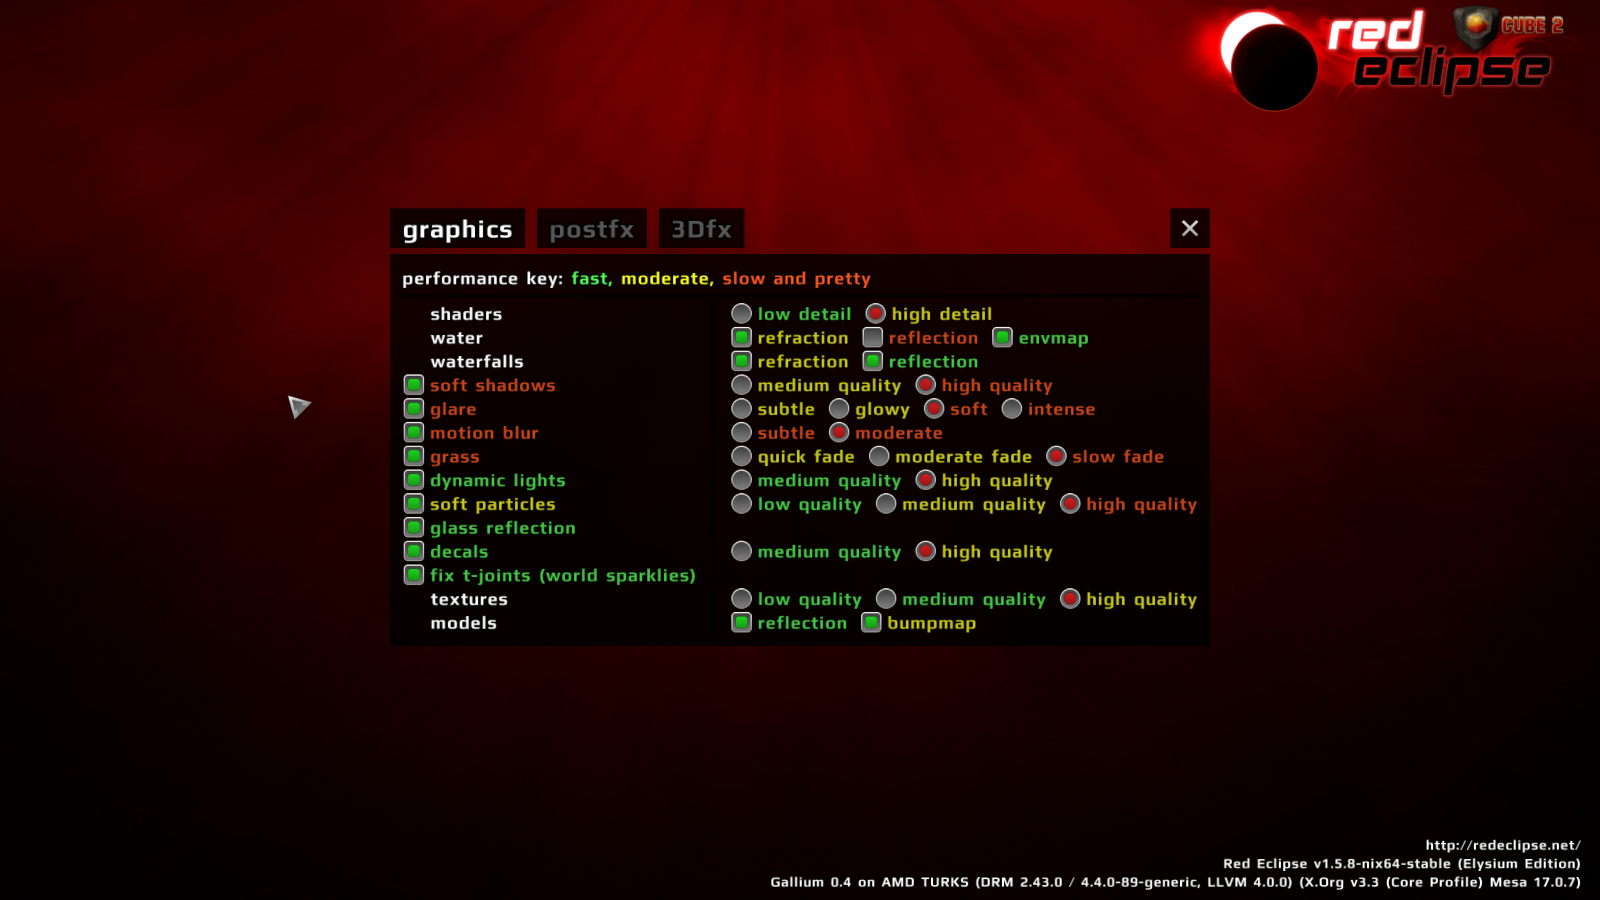 red eclipse
CUBE 2
graphics postfx 3Dfx
performance key: fast, moderate, slow and pretty
shaders low detail high detail
water refraction reflection envmap
waterfalls refraction reflection
soft shadows medium quality high quality
glare subtle glowy soft intense
motion blur subtle moderate
grass quick fade moderate fade slow fade
dynamic lights medium quality high quality
soft particles low quality medium quality high quality
glass reflection
decals medium quality high quality
fix t-joints (world sparklies)
textures low quality medium quality high quality
models reflection bumpmap
http://redeclipse.net/
Red Eclipse v1.5.8-nix64-stable (Elysium Edition)
Gallium 0.4 on AMD TURKS (DRM 2.43.0 / 4.4.0-89-generic, LLVM 4.0.0) (X.Org v3.3 (Core Profile) Mesa 17.0.7)